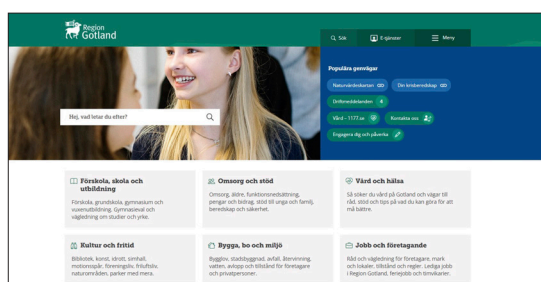 Region
Gotland
Sök
E-tjänster
Meny
Populära genvägar
Naturvårdskartan
Din krisberedskap
Driftmeddelanden 4
Vård - 1177.se
Kontakta oss
Engagera dig och påverka
Hej, vad letar du efter?
Förskola, skola och
utbildning
Förskola, grundskola, gymnasium och
vuxenutbildning. Gymnasieval och
vägledning om studier och yrke.
Omsorg och stöd
Omsorg, äldre, funktionsnedsättning,
pengar och bidrag, stöd till unga och familj,
beredskap och säkerhet.
Vård och hälsa
Så söker du vård på Gotland och vägar till
råd, stöd och tips på vad du kan göra för att
må bättre.
Kultur och fritid
Bibliotek, konst, idrott, simhall,
motionsspår, föreningsliv, friluftsliv,
naturområden, parker med mera.
Bygga, bo och miljö
Bygglov, stadsbyggnad, avfall, återvinning,
vatten, avlopp och tillstånd för företagare
och privatpersoner.
Jobb och företagande
Råd och vägledning för företagare, mark
och lokaler, tillstånd och regler. Lediga jobb
i Region Gotland, feriejobb och timvikarier.